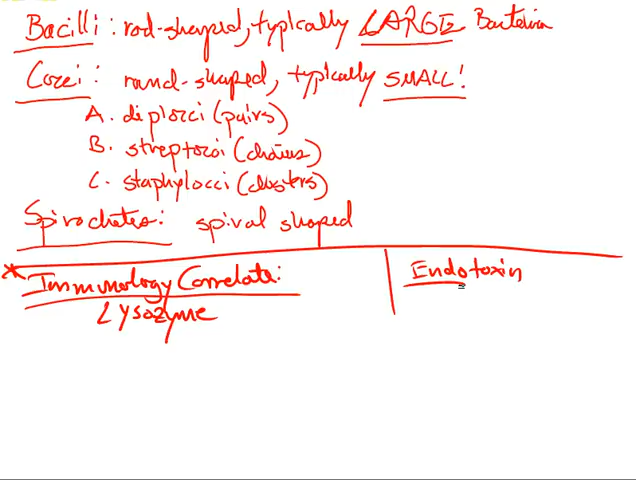 Bacilli: rod-shaped, typically LARGE Bacteria
Cocci: round-shaped, typically SMALL!
A. diplocci (pairs)
B. streptocci (chains)
C. staphylocci (clusters)
Spirochetes: spiral shaped
* Immunology Correlate:
Lysozyme
Endotoxin